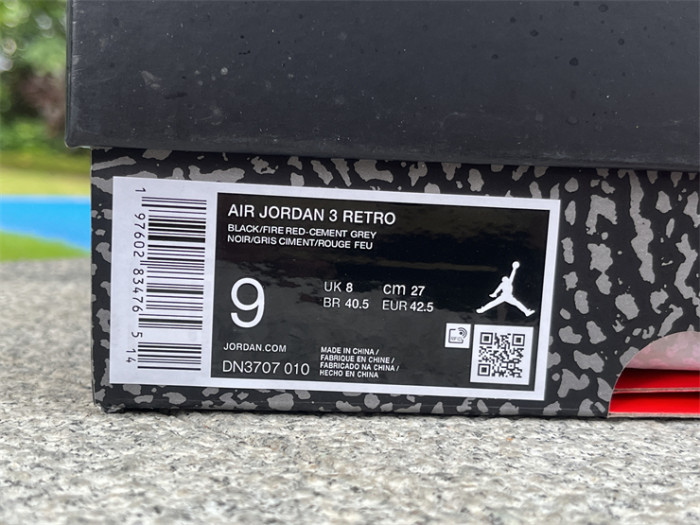 AIR JORDAN 3 RETRO
BLACK/FIRE RED-CEMENT GREY
NOIR/GRIS CIMENT/ROUGE FEU
9
UK 8 cm 27
BR 40.5 EUR 42.5
JORDAN.COM
DN3707 010
MADE IN CHINA /
FABRIQUE EN CHINE /
FABRICADO NA CHINA /
HECHO EN CHINA
1 97602 83476 5 14